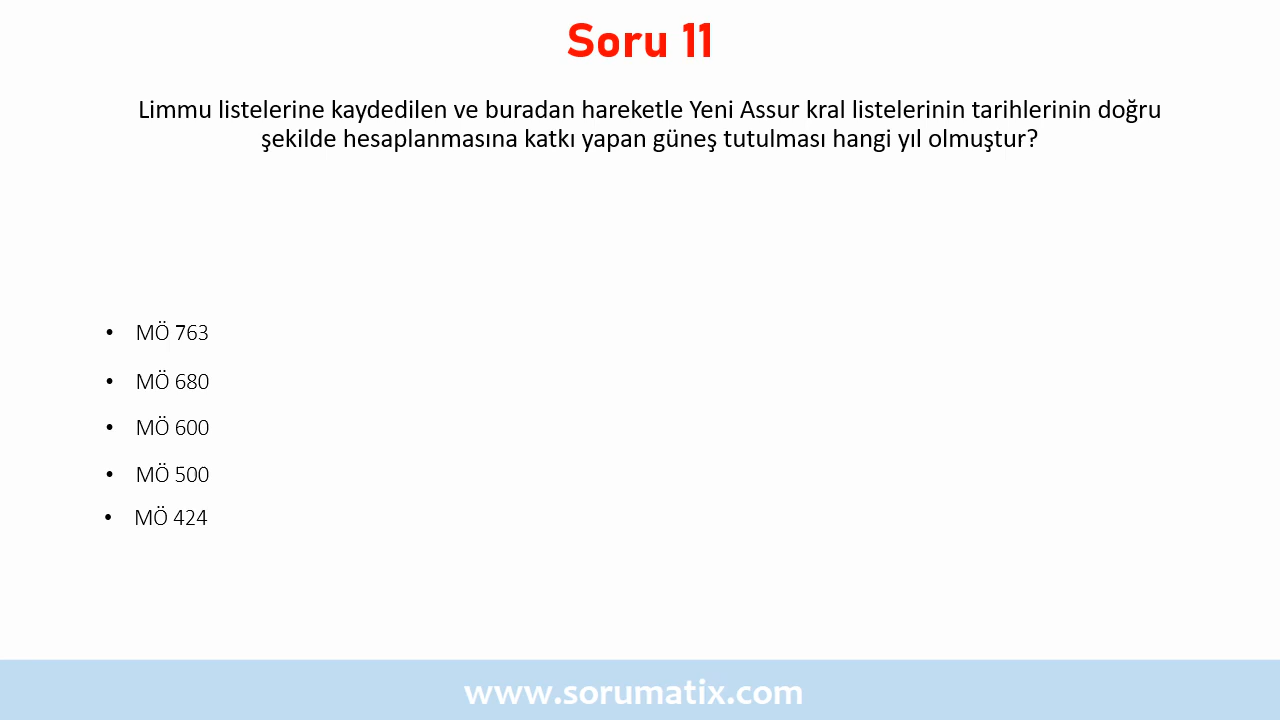 Soru 11
Limmu listelerine kaydedilen ve buradan hareketle Yeni Assur kral listelerinin tarihlerinin doğru
şekilde hesaplanmasına katkı yapan güneş tutulması hangi yıl olmuştur?
• MÖ 763
• MÖ 680
• MÖ 600
• MÖ 500
• MÖ 424
www.sorumatix.com